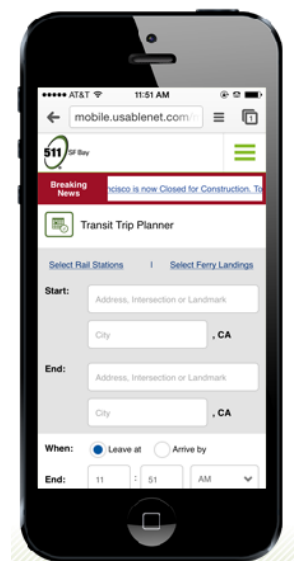 AT&T 11:51 AM
mobile.usablenet.com/
1
511 SF Bay
Breaking News
ncisco is now Closed for Construction. To
Transit Trip Planner
Select Rail Stations | Select Ferry Landings
Start:
Address, Intersection or Landmark
City , CA
End:
Address, Intersection or Landmark
City , CA
When: Leave at Arrive by
End: 11 : 51 AM